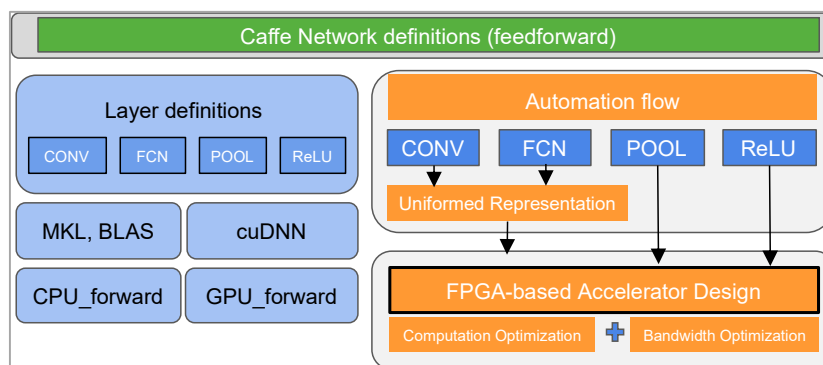 Caffe Network definitions (feedforward)
Layer definitions
CONV
FCN
POOL
ReLU
MKL, BLAS
cuDNN
CPU_forward
GPU_forward
Automation flow
CONV
FCN
POOL
ReLU
Uniformed Representation
FPGA-based Accelerator Design
Computation Optimization
Bandwidth Optimization